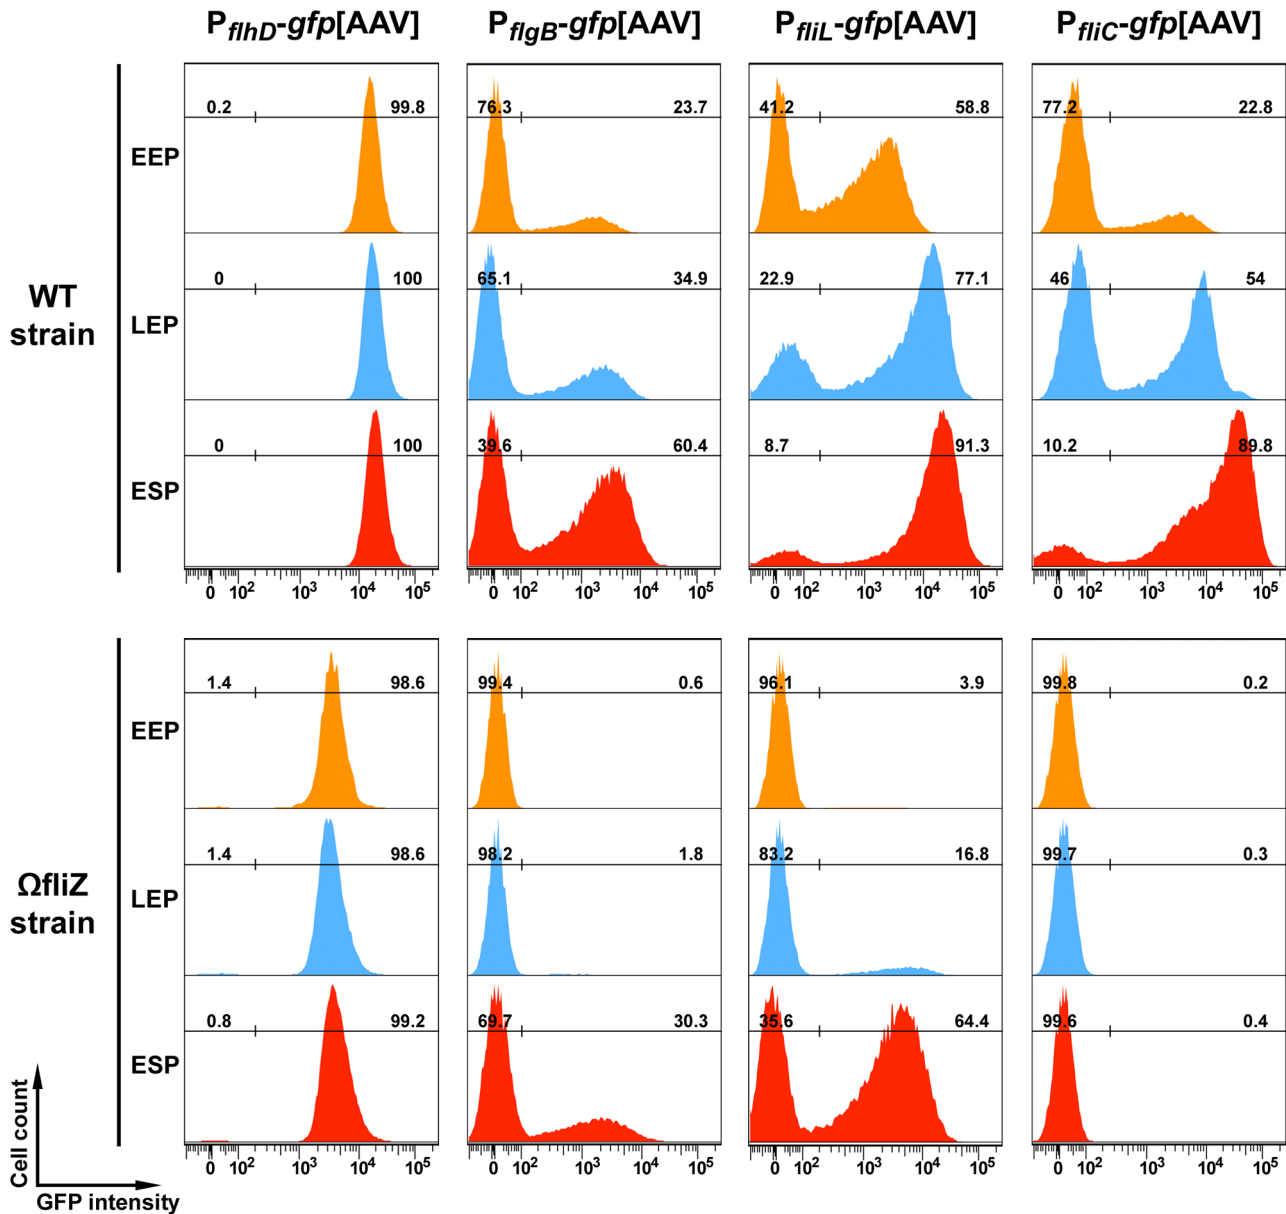 PflhD-gfp[AAV] PflgB-gfp[AAV] PfliL-gfp[AAV] PfliC-gfp[AAV]
WT
strain
EEP
0.2 99.8 76.3 23.7 41.2 58.8 77.2 22.8
LEP
0 100 65.1 34.9 22.9 77.1 46 54
ESP
0 100 39.6 60.4 8.7 91.3 10.2 89.8
0 10² 10³ 10⁴ 10⁵ 0 10² 10³ 10⁴ 10⁵ 0 10² 10³ 10⁴ 10⁵ 0 10² 10³ 10⁴ 10⁵
ΩfliZ
strain
EEP
1.4 98.6 99.4 0.6 96.1 3.9 99.8 0.2
LEP
1.4 98.6 98.2 1.8 83.2 16.8 99.7 0.3
ESP
0.8 99.2 69.7 30.3 35.6 64.4 99.6 0.4
0 10² 10³ 10⁴ 10⁵ 0 10² 10³ 10⁴ 10⁵ 0 10² 10³ 10⁴ 10⁵ 0 10² 10³ 10⁴ 10⁵
Cell count
GFP intensity